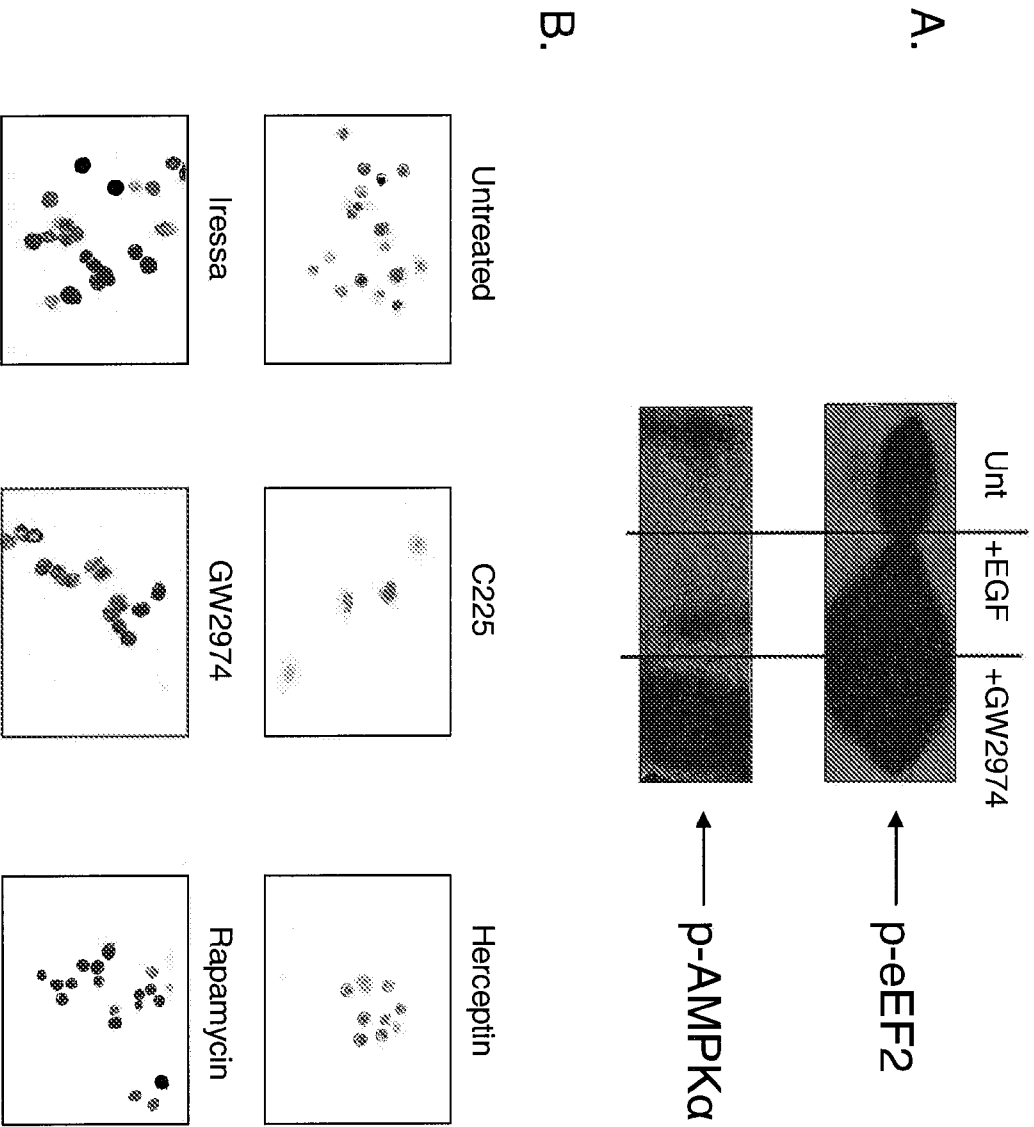 A.
Unt +EGF +GW2974
p-eEF2
p-AMPKα
B.
Untreated C225 Herceptin
Iressa GW2974 Rapamycin